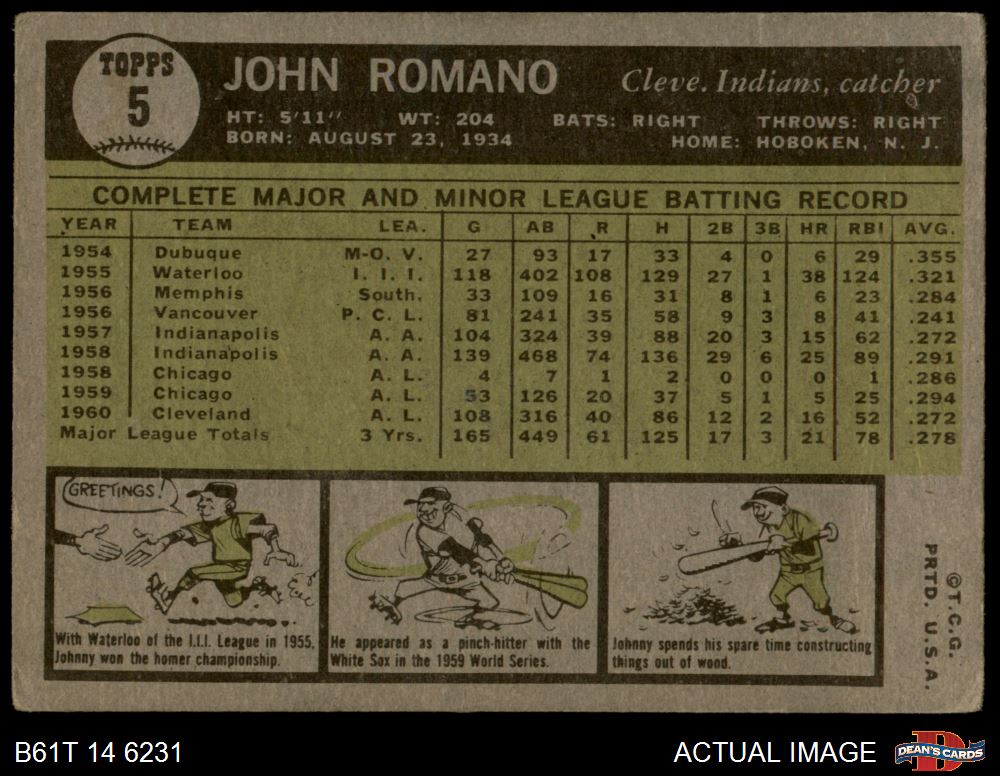 TOPPS
5
JOHN ROMANO Cleve. Indians, catcher
HT: 5'11" WT: 204 BATS: RIGHT THROWS: RIGHT
BORN: AUGUST 23, 1934 HOME: HOBOKEN, N. J.
COMPLETE MAJOR AND MINOR LEAGUE BATTING RECORD
YEAR TEAM LEA. G AB R H 2B 3B HR RBI AVG.
1954 Dubuque M-O. V. 27 93 17 33 4 0 6 29 .355
1955 Waterloo I. I. I. 118 402 108 129 27 1 38 124 .321
1956 Memphis South. 33 109 16 31 8 1 6 23 .284
1956 Vancouver P. C. L. 81 241 35 58 9 3 8 41 .241
1957 Indianapolis A. A. 104 324 39 88 20 3 15 62 .272
1958 Indianapolis A. A. 139 468 74 136 29 6 25 89 .291
1958 Chicago A. L. 4 7 1 2 0 0 0 1 .286
1959 Chicago A. L. 53 126 20 37 5 1 5 25 .294
1960 Cleveland A. L. 108 316 40 86 12 2 16 52 .272
Major League Totals 3 Yrs. 165 449 61 125 17 3 21 78 .278
GREETINGS!
With Waterloo of the I.I.I. League in 1955,
Johnny won the homer championship.
He appeared as a pinch-hitter with the
White Sox in the 1959 World Series.
Johnny spends his spare time constructing
things out of wood.
©T.C.G.
PRTD. U.S.A.
B61T 14 6231 ACTUAL IMAGE DEAN'S CARDS